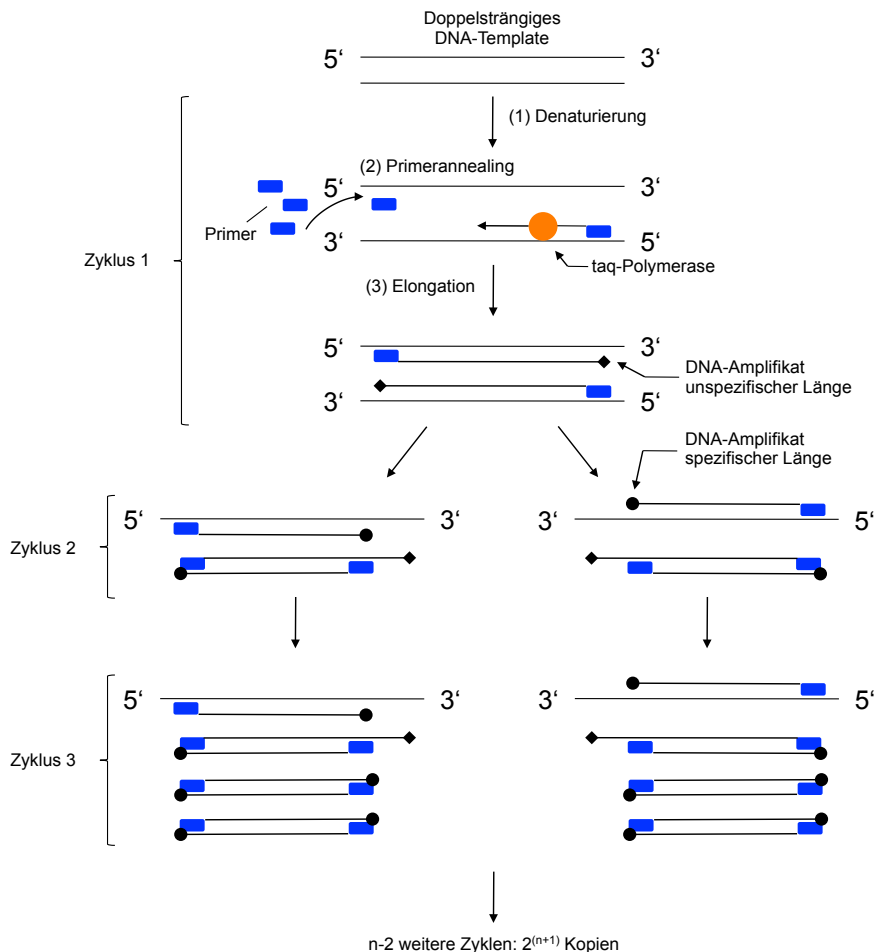 Doppelsträngiges
DNA-Template
5‘ 3‘
(1) Denaturierung
(2) Primerannealing
5‘ 3‘
Primer
3‘ 5‘
Zyklus 1
taq-Polymerase
(3) Elongation
5‘ 3‘
DNA-Amplifikat
unspezifischer Länge
3‘ 5‘
DNA-Amplifikat
spezifischer Länge
5‘ 3‘ 3‘ 5‘
Zyklus 2
5‘ 3‘ 3‘ 5‘
Zyklus 3
n-2 weitere Zyklen: 2^(n+1) Kopien